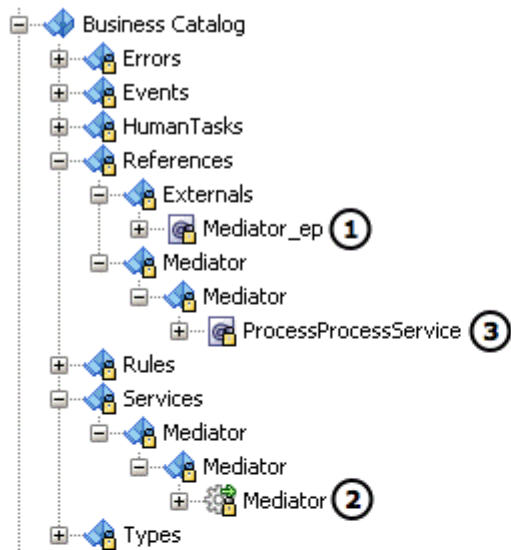 Business Catalog
Errors
Events
HumanTasks
References
Externals
Mediator_ep 1
Mediator
Mediator
ProcessProcessService 3
Rules
Services
Mediator
Mediator
Mediator 2
Types